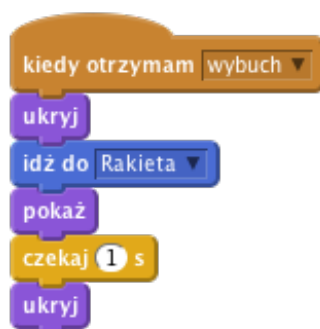 kiedy otrzymam wybuch
ukryj
idź do Rakieta
pokaż
czekaj 1 s
ukryj